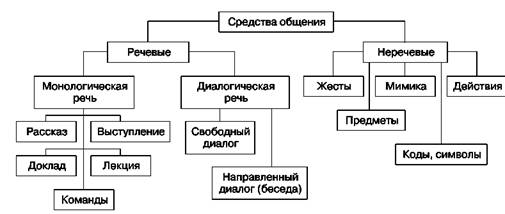 Средства общения
Речевые
Неречевые
Монологическая
речь
Диалогическая
речь
Жесты
Мимика
Действия
Предметы
Рассказ
Выступление
Свободный
диалог
Коды, символы
Доклад
Лекция
Направленный
диалог (беседа)
Команды